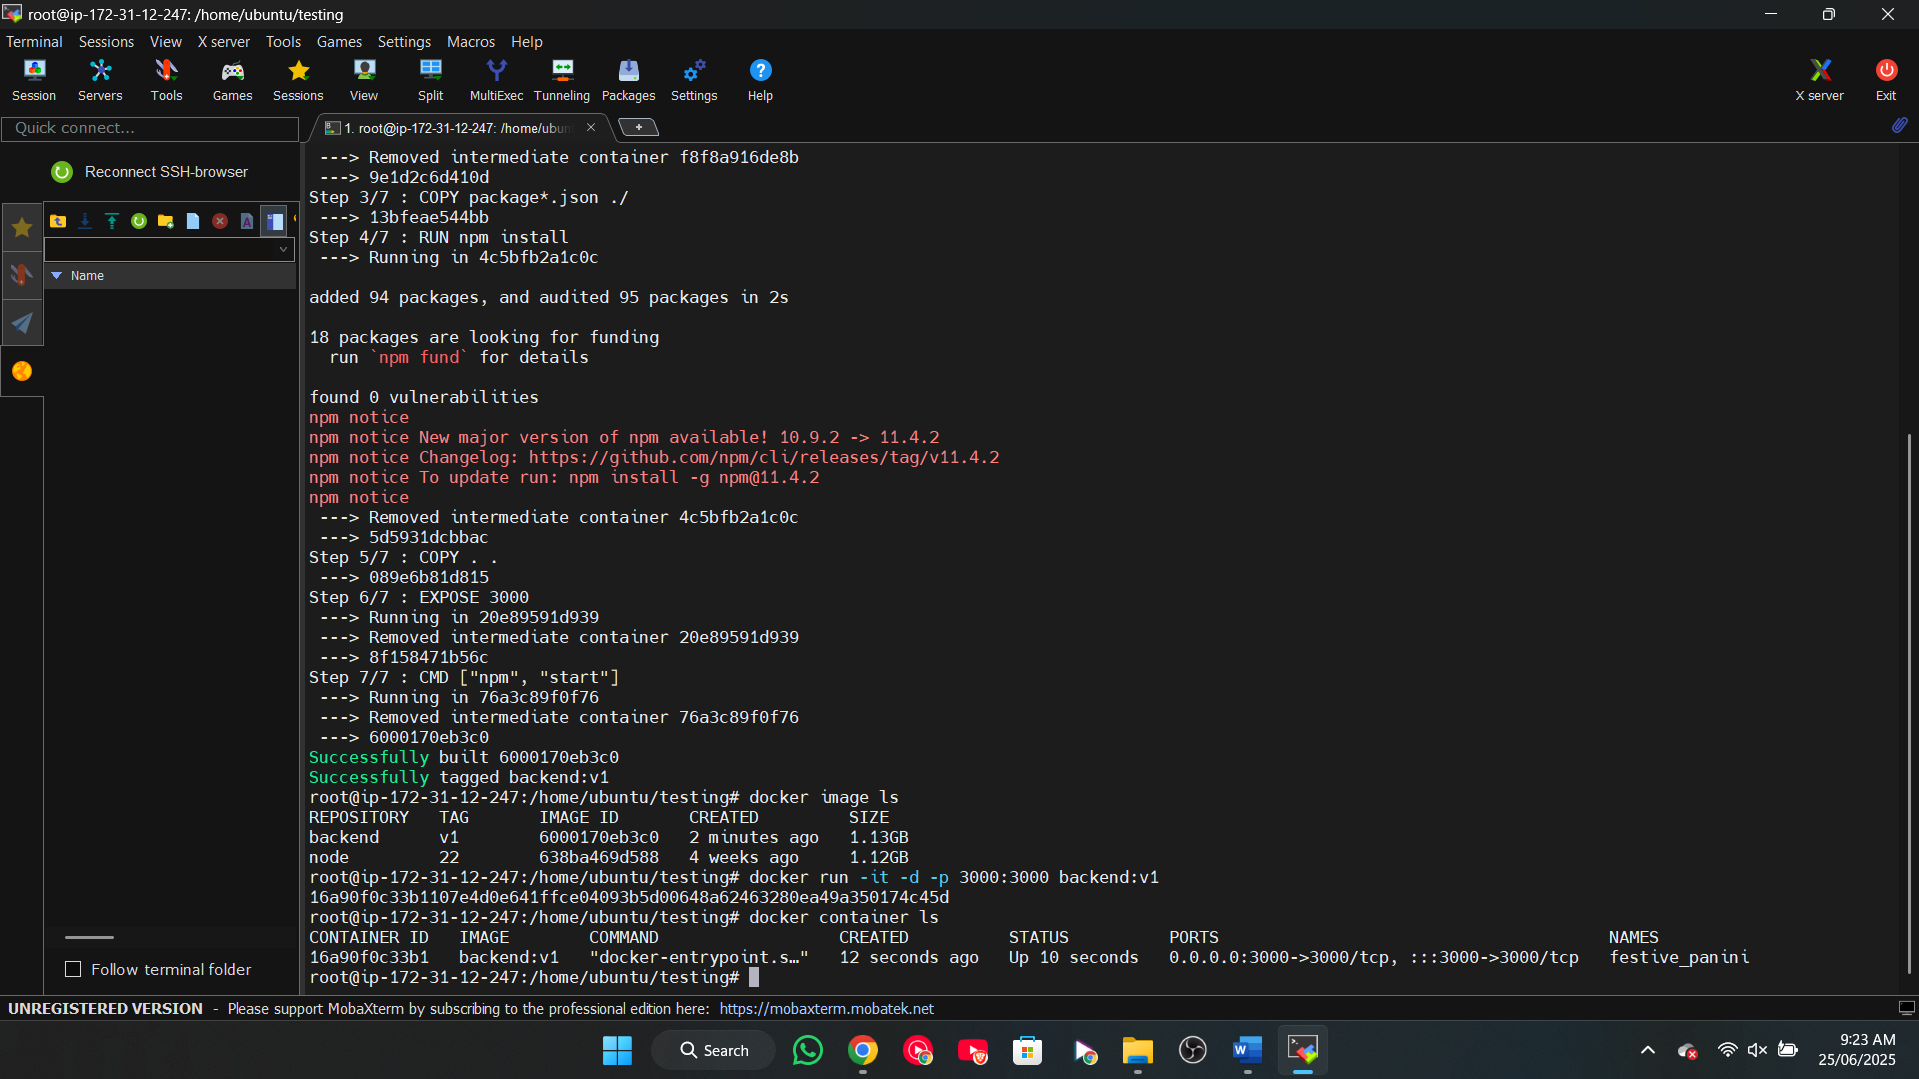 root@ip-172-31-12-247: /home/ubuntu/testing
Terminal Sessions View X server Tools Games Settings Macros Help
Session Servers Tools Games Sessions View Split MultiExec Tunneling Packages Settings Help X server Exit
Quick connect...
1. root@ip-172-31-12-247: /home/ubun
Reconnect SSH-browser
Name
---> Removed intermediate container f8f8a916de8b
---> 9e1d2c6d410d
Step 3/7 : COPY package*.json ./
---> 13bfeae544bb
Step 4/7 : RUN npm install
---> Running in 4c5bfb2a1c0c
added 94 packages, and audited 95 packages in 2s
18 packages are looking for funding
run `npm fund` for details
found 0 vulnerabilities
npm notice
npm notice New major version of npm available! 10.9.2 -> 11.4.2
npm notice Changelog: https://github.com/npm/cli/releases/tag/v11.4.2
npm notice To update run: npm install -g npm@11.4.2
npm notice
---> Removed intermediate container 4c5bfb2a1c0c
---> 5d5931dcbbac
Step 5/7 : COPY . .
---> 089e6b81d815
Step 6/7 : EXPOSE 3000
---> Running in 20e89591d939
---> Removed intermediate container 20e89591d939
---> 8f158471b56c
Step 7/7 : CMD ["npm", "start"]
---> Running in 76a3c89f0f76
---> Removed intermediate container 76a3c89f0f76
---> 6000170eb3c0
Successfully built 6000170eb3c0
Successfully tagged backend:v1
root@ip-172-31-12-247:/home/ubuntu/testing# docker image ls
REPOSITORY TAG IMAGE ID CREATED SIZE
backend v1 6000170eb3c0 2 minutes ago 1.13GB
node 22 638ba469d588 4 weeks ago 1.12GB
root@ip-172-31-12-247:/home/ubuntu/testing# docker run -it -d -p 3000:3000 backend:v1
16a90f0c33b1107e4d0e641ffce04093b5d00648a62463280ea49a350174c45d
root@ip-172-31-12-247:/home/ubuntu/testing# docker container ls
CONTAINER ID IMAGE COMMAND CREATED STATUS PORTS NAMES
16a90f0c33b1 backend:v1 "docker-entrypoint.s…" 12 seconds ago Up 10 seconds 0.0.0.0:3000->3000/tcp, :::3000->3000/tcp festive_panini
root@ip-172-31-12-247:/home/ubuntu/testing#
Follow terminal folder
UNREGISTERED VERSION - Please support MobaXterm by subscribing to the professional edition here: https://mobaxterm.mobatek.net
Search
9:23 AM
25/06/2025